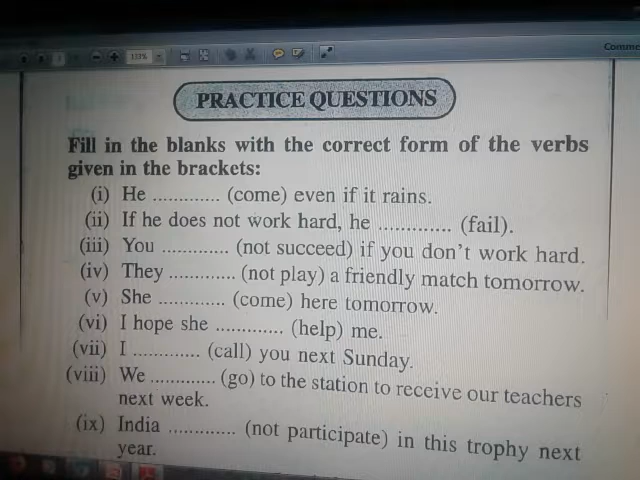 133%
Comme
PRACTICE QUESTIONS
Fill in the blanks with the correct form of the verbs
given in the brackets:
(i) He ............. (come) even if it rains.
(ii) If he does not work hard, he .............. (fail).
(iii) You ............. (not succeed) if you don't work hard.
(iv) They ............. (not play) a friendly match tomorrow.
(v) She ............. (come) here tomorrow.
(vi) I hope she ............. (help) me.
(vii) I ............. (call) you next Sunday.
(viii) We ............. (go) to the station to receive our teachers
next week.
(ix) India ............. (not participate) in this trophy next
year.